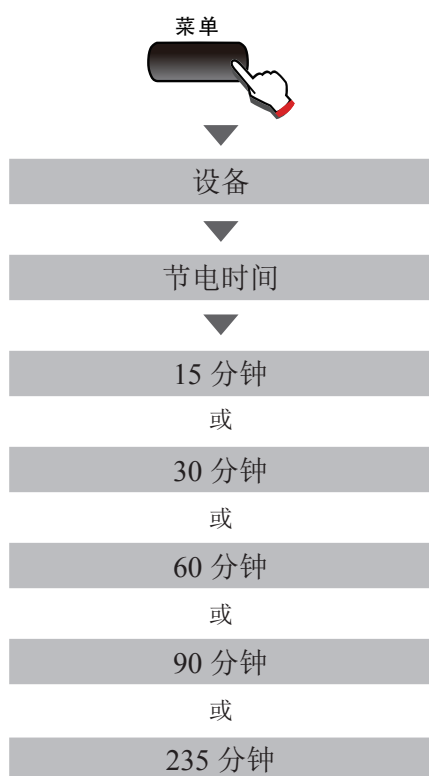 菜单
设备
节电时间
15 分钟
或
30 分钟
或
60 分钟
或
90 分钟
或
235 分钟